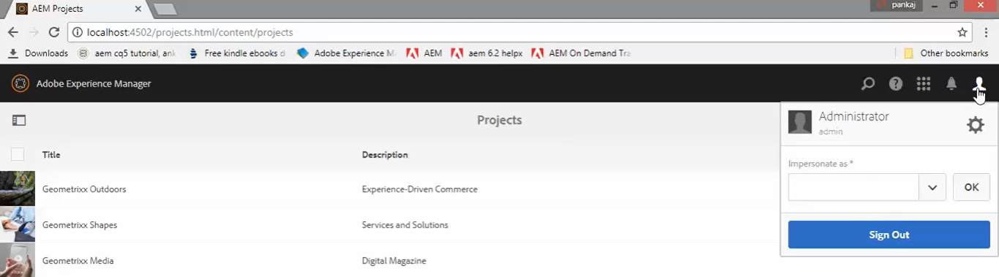 AEM Projects
pankaj
localhost:4502/projects.html/content/projects
Downloads aem cq5 tutorial, ank Free kindle ebooks d Adobe Experience M AEM aem 6.2 helpx AEM On Demand Tra Other bookmarks
Adobe Experience Manager
Projects
Administrator
admin
Title Description
Impersonate as *
Geometrixx Outdoors Experience-Driven Commerce
OK
Geometrixx Shapes Services and Solutions
Sign Out
Geometrixx Media Digital Magazine